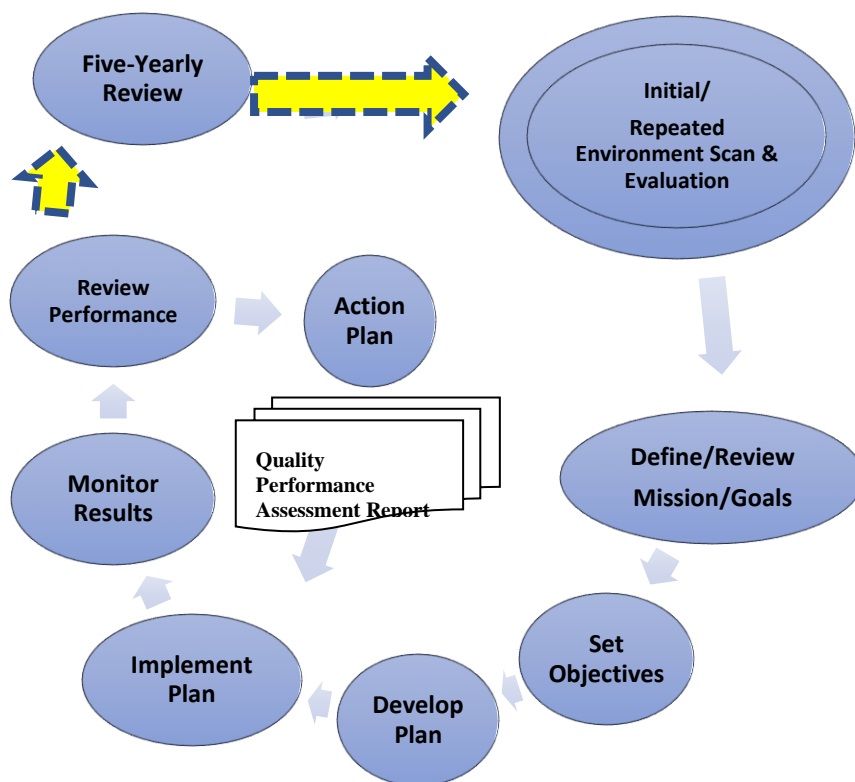 Five-Yearly
Review
Initial/
Repeated
Environment Scan &
Evaluation
Review
Performance
Action
Plan
Quality
Performance
Assessment Report
Monitor
Results
Define/Review
Mission/Goals
Implement
Plan
Develop
Plan
Set
Objectives